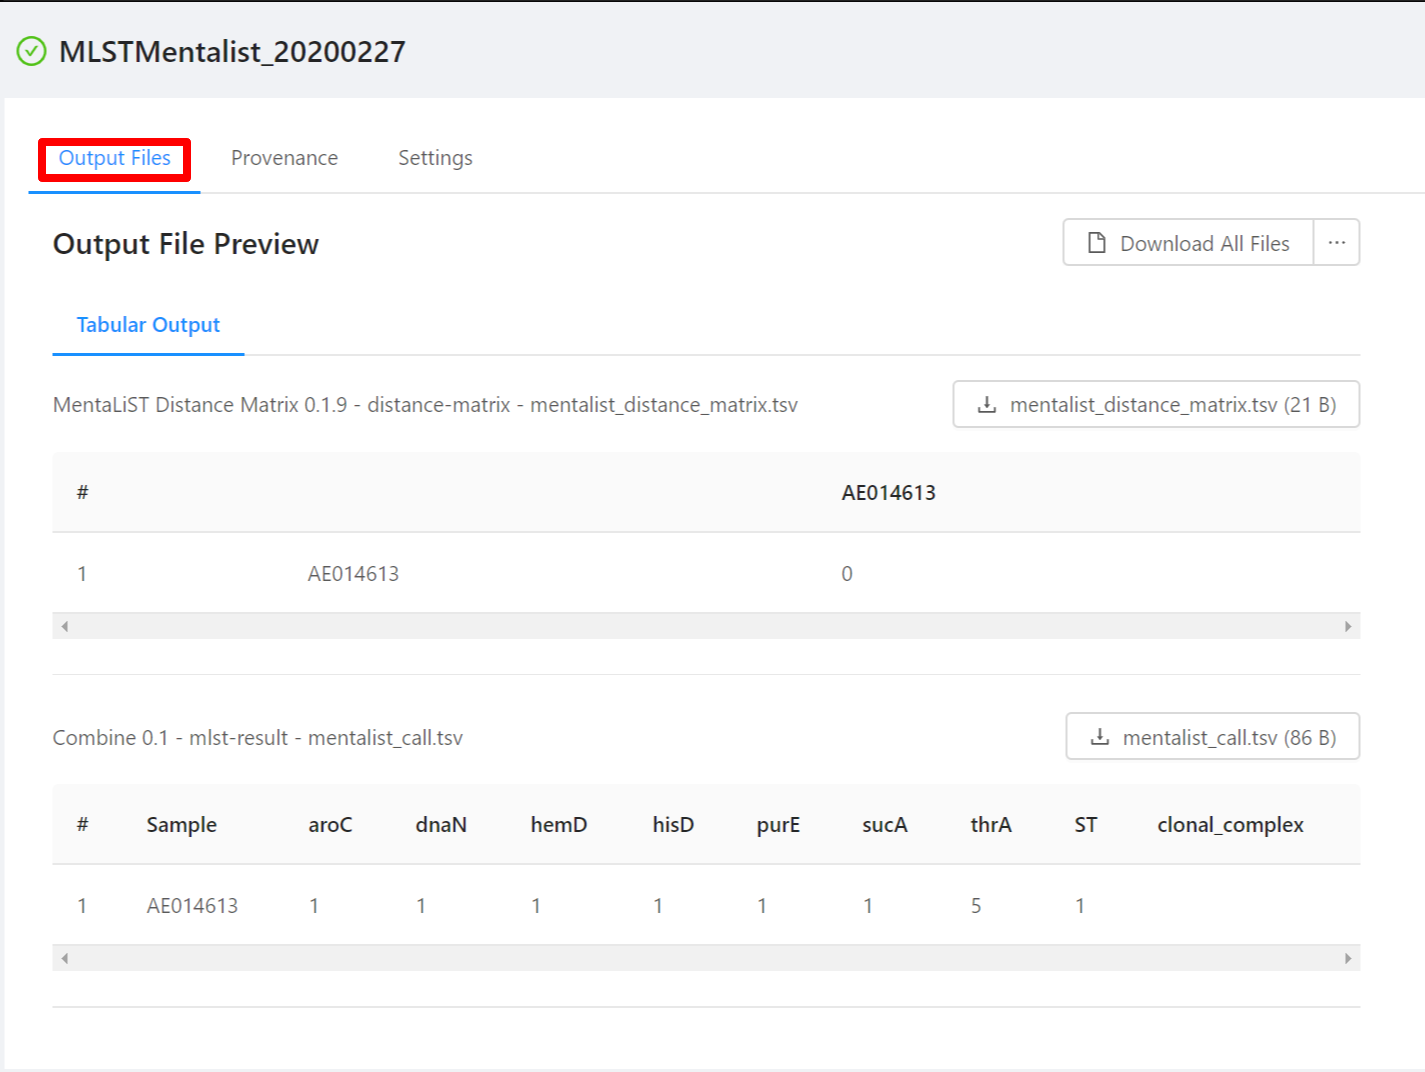 MLSTMentalist_20200227
Output Files Provenance Settings
Output File Preview Download All Files ...
Tabular Output
MentaLiST Distance Matrix 0.1.9 - distance-matrix - mentalist_distance_matrix.tsv mentalist_distance_matrix.tsv (21 B)
# AE014613
1 AE014613 0
Combine 0.1 - mlst-result - mentalist_call.tsv mentalist_call.tsv (86 B)
# Sample aroC dnaN hemD hisD purE sucA thrA ST clonal_complex
1 AE014613 1 1 1 1 1 1 5 1